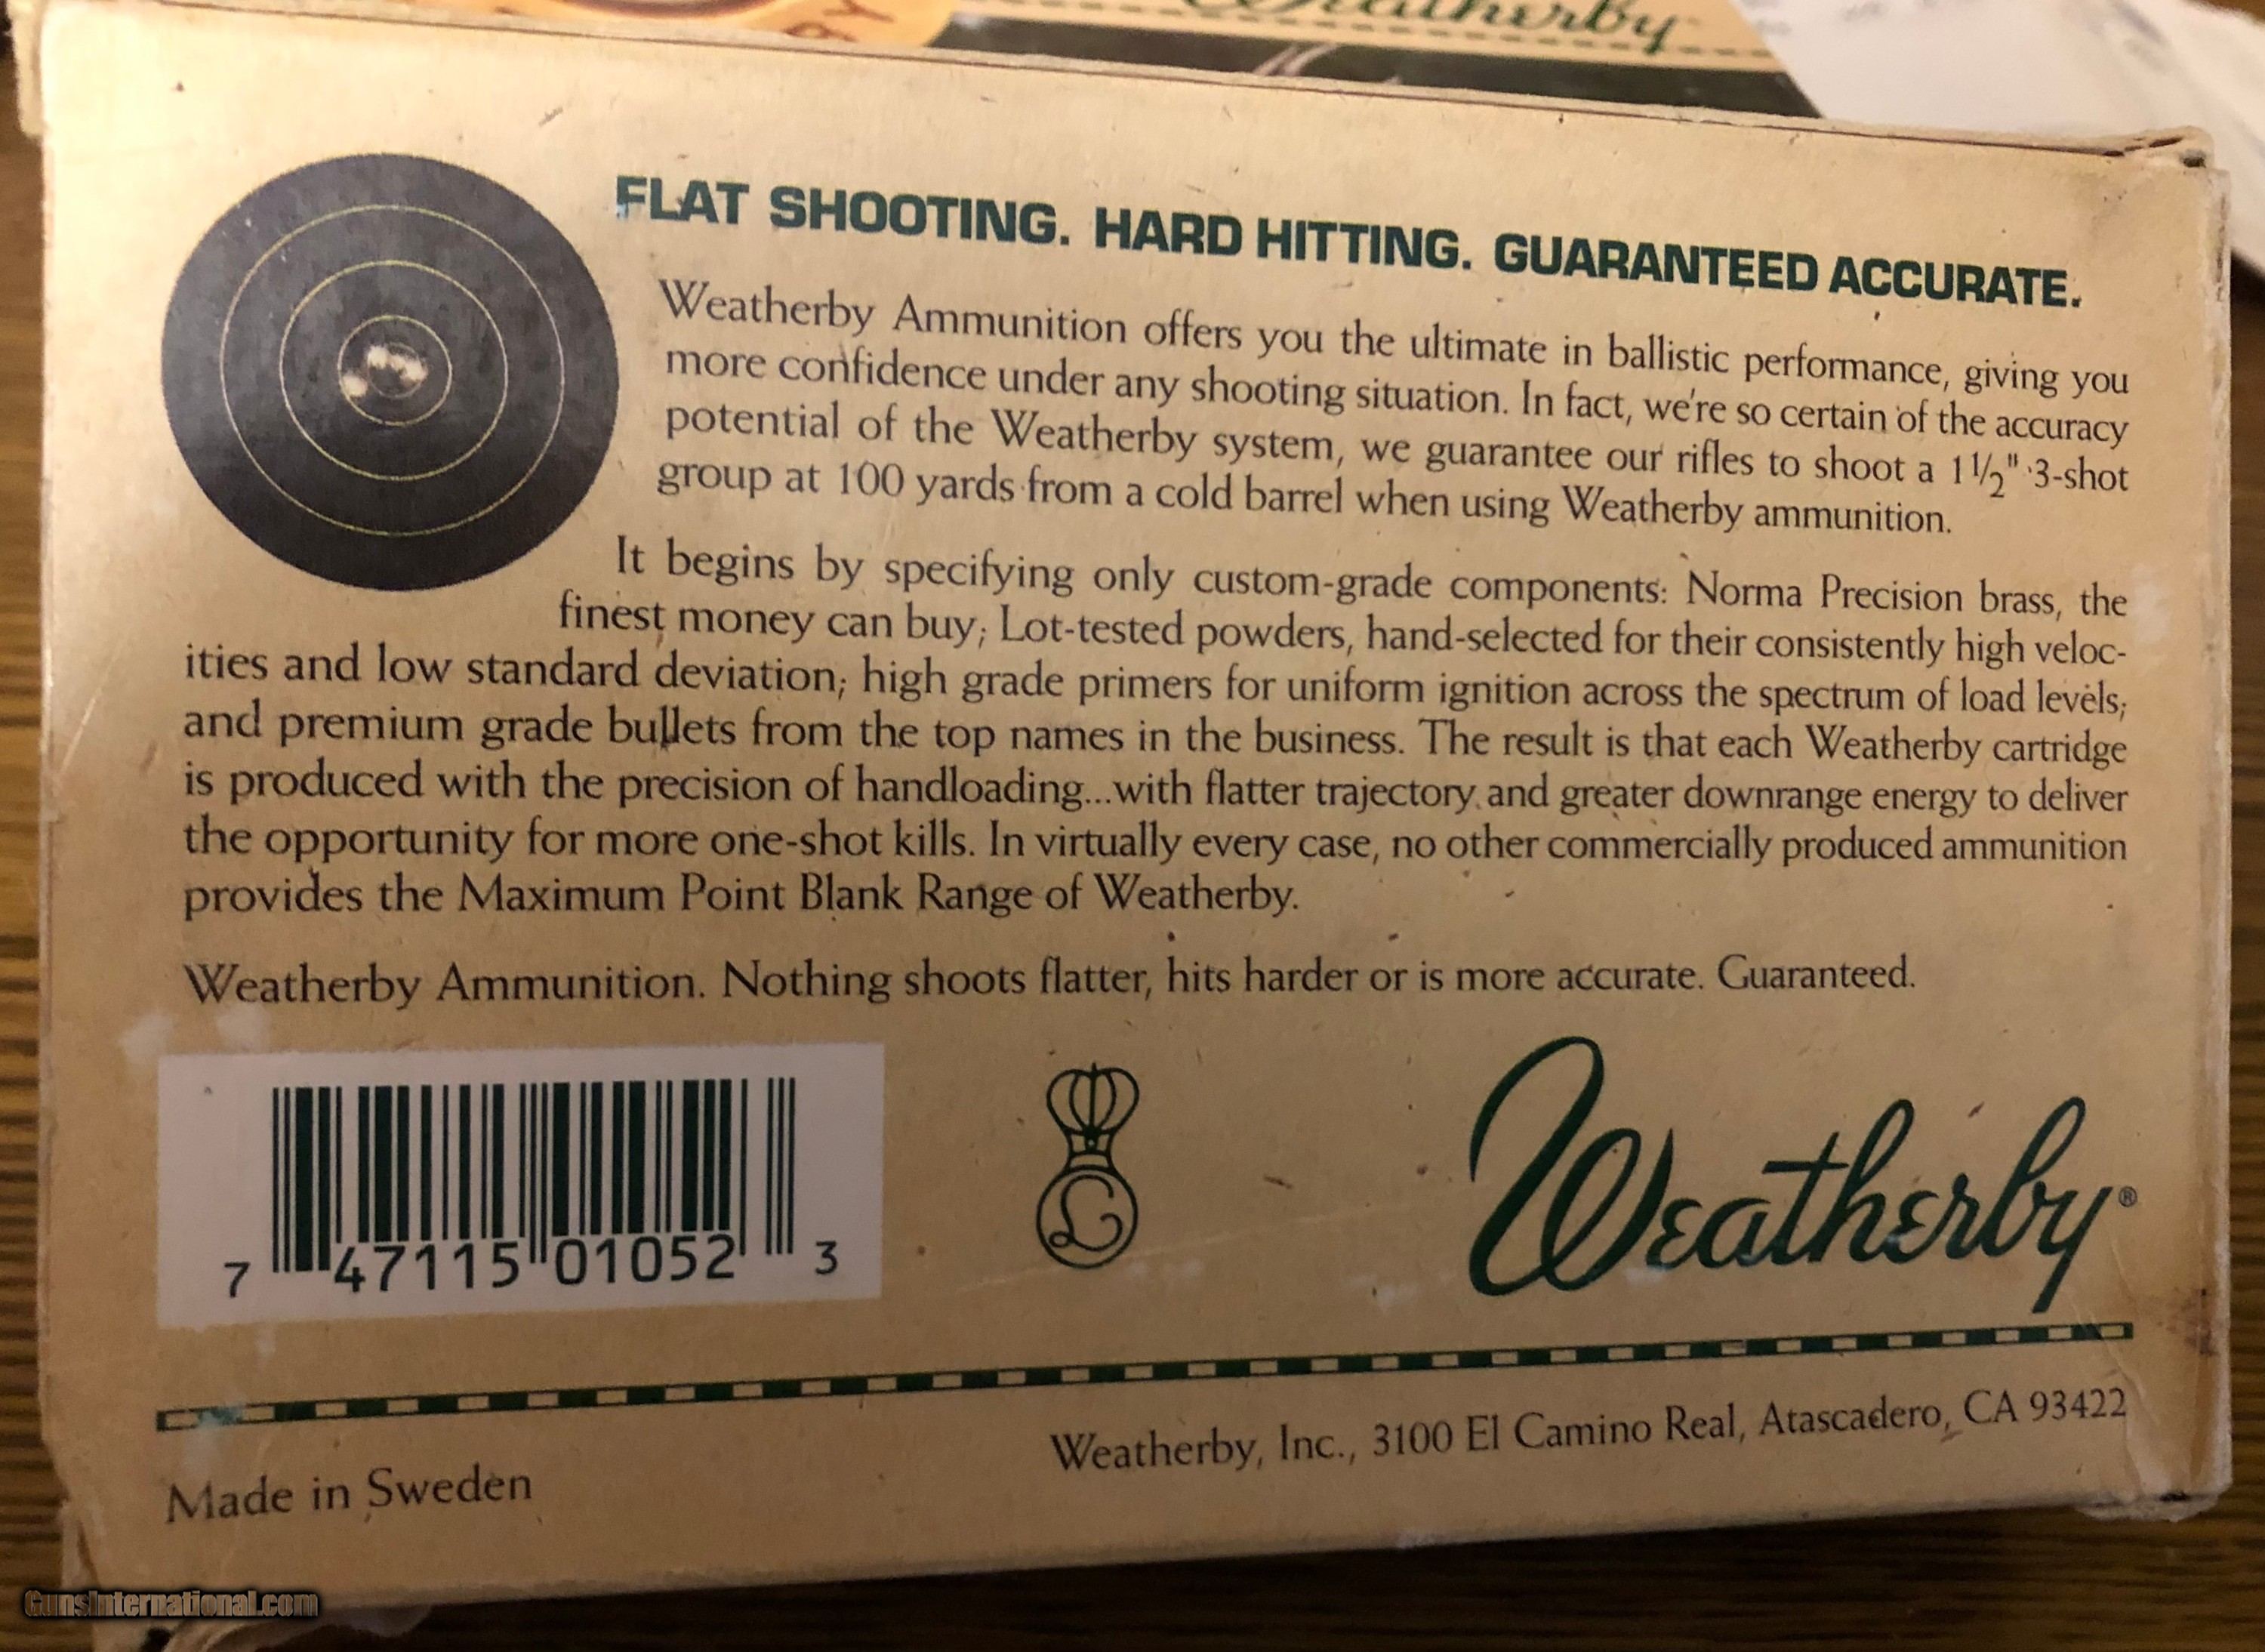 Weatherby
FLAT SHOOTING. HARD HITTING. GUARANTEED ACCURATE.
Weatherby Ammunition offers you the ultimate in ballistic performance, giving you
more confidence under any shooting situation. In fact, we're so certain of the accuracy
potential of the Weatherby system, we guarantee our rifles to shoot a 1 1/2" 3-shot
group at 100 yards from a cold barrel when using Weatherby ammunition.
It begins by specifying only custom-grade components: Norma Precision brass, the
finest money can buy; Lot-tested powders, hand-selected for their consistently high veloc-
ities and low standard deviation; high grade primers for uniform ignition across the spectrum of load levels;
and premium grade bullets from the top names in the business. The result is that each Weatherby cartridge
is produced with the precision of handloading...with flatter trajectory and greater downrange energy to deliver
the opportunity for more one-shot kills. In virtually every case, no other commercially produced ammunition
provides the Maximum Point Blank Range of Weatherby.
Weatherby Ammunition. Nothing shoots flatter, hits harder or is more accurate. Guaranteed.
7 47115 01052 3
Weatherby®
Weatherby, Inc., 3100 El Camino Real, Atascadero, CA 93422
Made in Sweden
GunsInternational.com